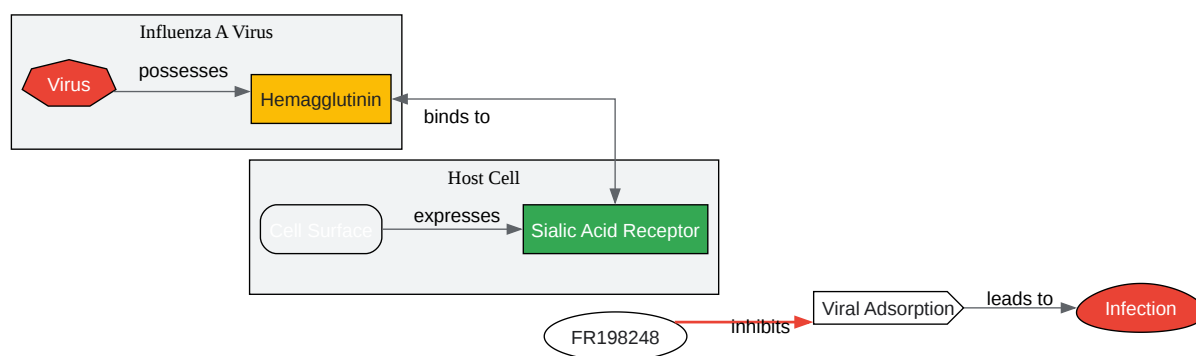 Influenza A Virus
Virus
possesses
Hemagglutinin
binds to
Host Cell
Cell Surface
expresses
Sialic Acid Receptor
FR198248
inhibits
Viral Adsorption
leads to
Infection